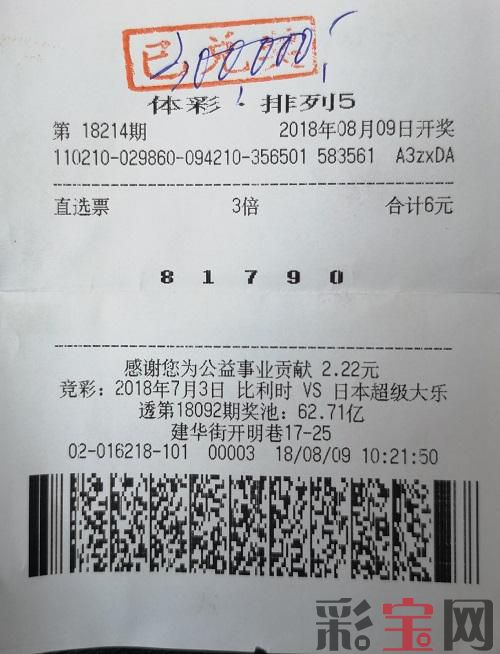 已兑奖
体彩·排列5
第 18214期 2018年08月09日开奖
110210-029860-094210-356501 583561 A3zxDA
直选票 3倍 合计6元
8 1 7 9 0
感谢您为公益事业贡献 2.22元
竞彩：2018年7月3日 比利时 VS 日本超级大乐
透第18092期奖池：62.71亿
建华街开明巷17-25
02-016218-101 00003 18/08/09 10:21:50
彩宝网